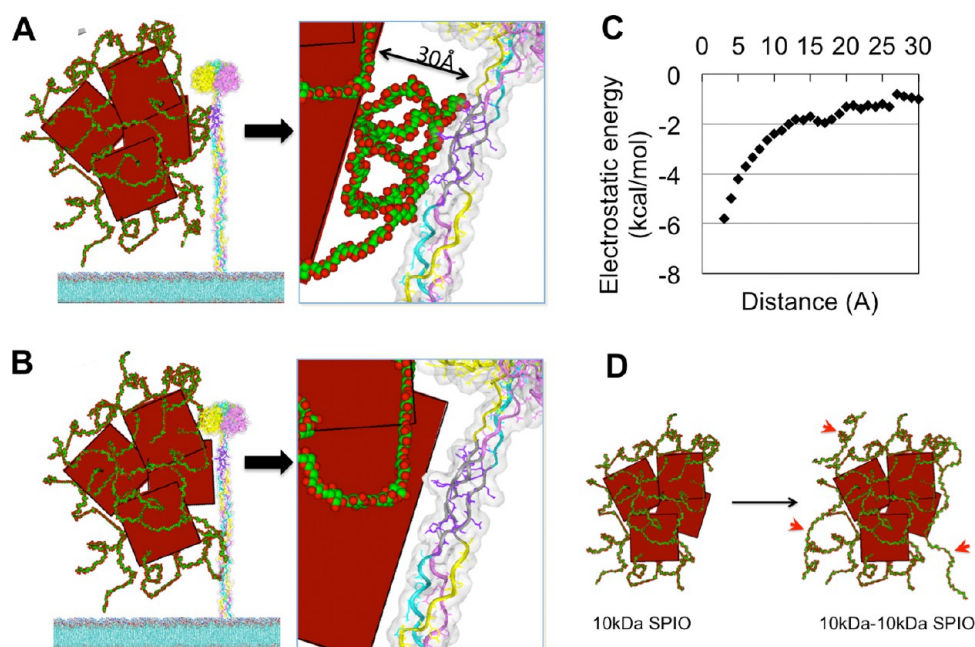 A
30Å
B
C
0 5 10 15 20 25 30
0
-2
-4
-6
-8
Electrostatic energy
(kcal/mol)
Distance (A)
D
10kDa SPIO
10kDa-10kDa SPIO